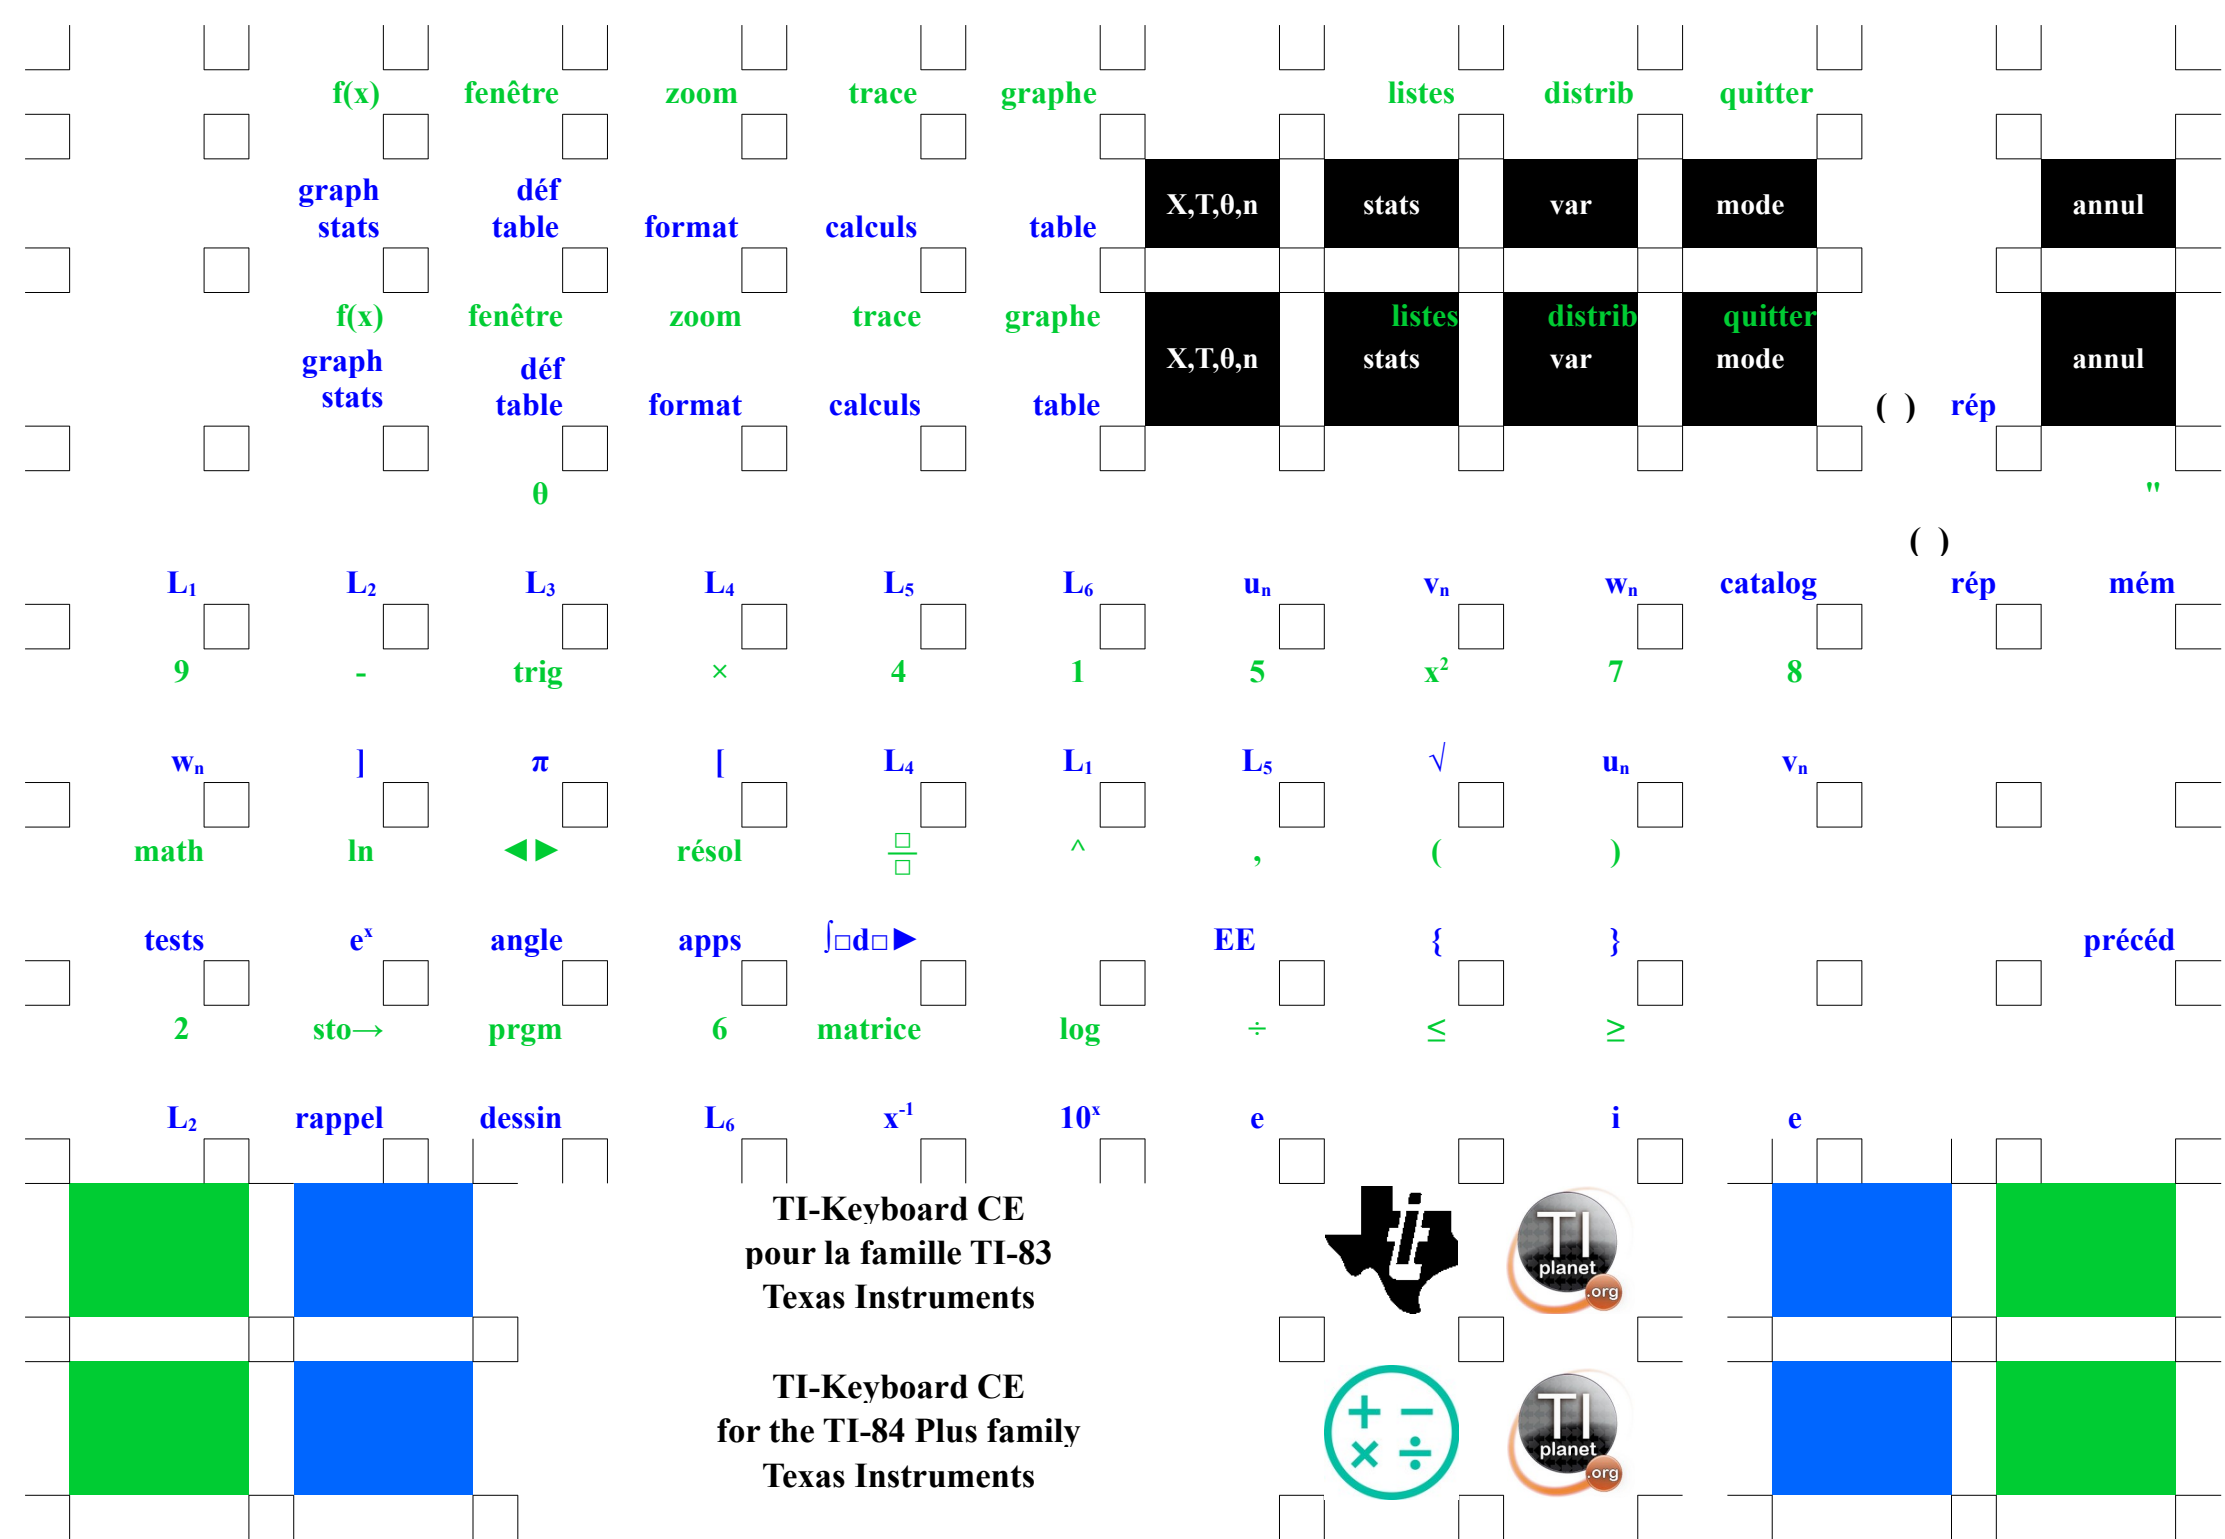 f(x) fenêtre zoom trace graphe listes distrib quitter
graph déf X,T,θ,n stats var mode annul
stats table format calculs table
f(x) fenêtre zoom trace graphe listes distrib quitter
graph déf X,T,θ,n stats var mode annul
stats table format calculs table ( ) rép
θ "
( )
L₁ L₂ L₃ L₄ L₅ L₆ uₙ vₙ wₙ catalog rép mém
9 - trig × 4 1 5 x² 7 8
wₙ ] π [ L₄ L₁ L₅ √ uₙ vₙ
math ln ◄► résol □/□ ^ , ( )
tests eˣ angle apps ∫□d□► EE { } précéd
2 sto→ prgm 6 matrice log ÷ ≤ ≥
L₂ rappel dessin L₆ x⁻¹ 10ˣ e i e
TI-Keyboard CE
pour la famille TI-83
Texas Instruments
TI planet .org
TI-Keyboard CE
for the TI-84 Plus family
Texas Instruments
+ − × ÷
TI planet .org